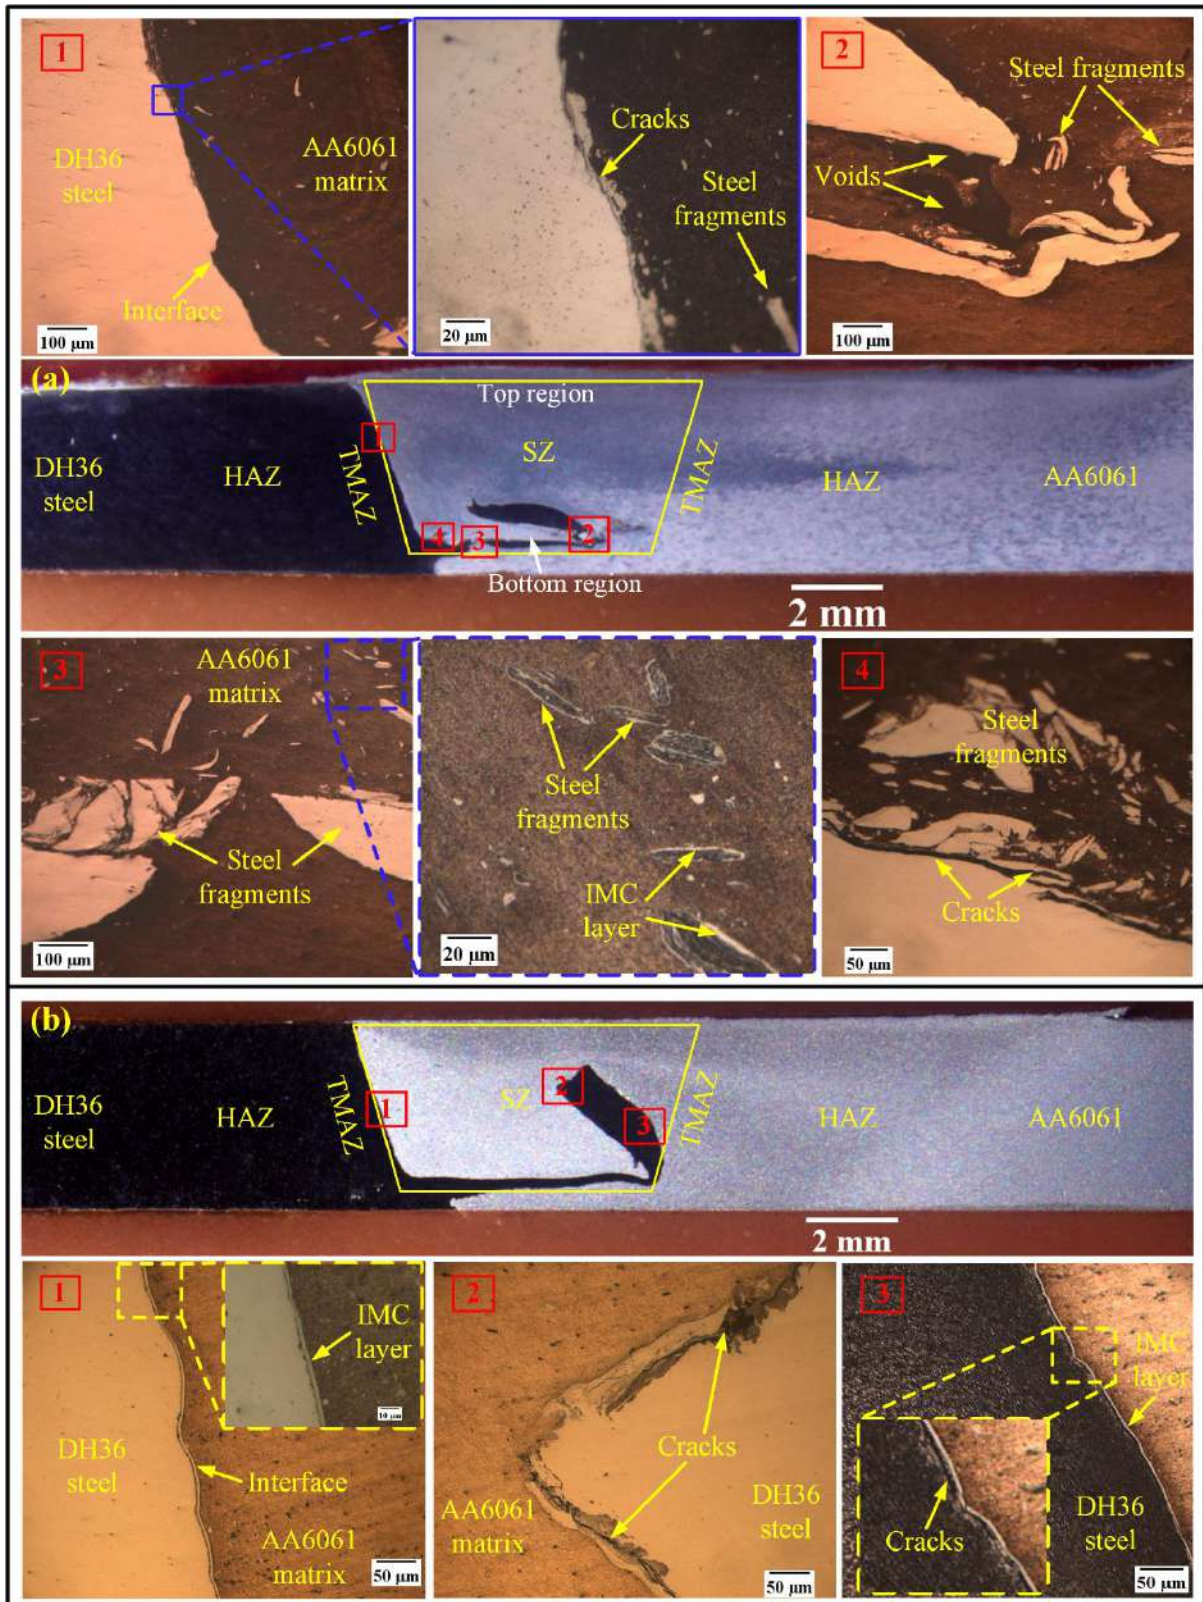 1
DH36
steel
AA6061
matrix
Interface
100 μm
Cracks
Steel
fragments
20 μm
2
Steel fragments
Voids
100 μm
(a)
Top region
1
TMAZ
SZ
TMAZ
DH36
steel
HAZ
HAZ
AA6061
4
3
2
Bottom region
2 mm
3
AA6061
matrix
Steel
fragments
100 μm
Steel
fragments
IMC
layer
20 μm
4
Steel
fragments
Cracks
50 μm
(b)
DH36
steel
HAZ
TMAZ
1
SZ
2
3
TMAZ
HAZ
AA6061
2 mm
1
IMC
layer
10 μm
DH36
steel
Interface
AA6061
matrix
50 μm
2
Cracks
AA6061
matrix
DH36
steel
50 μm
3
IMC
layer
Cracks
DH36
steel
50 μm